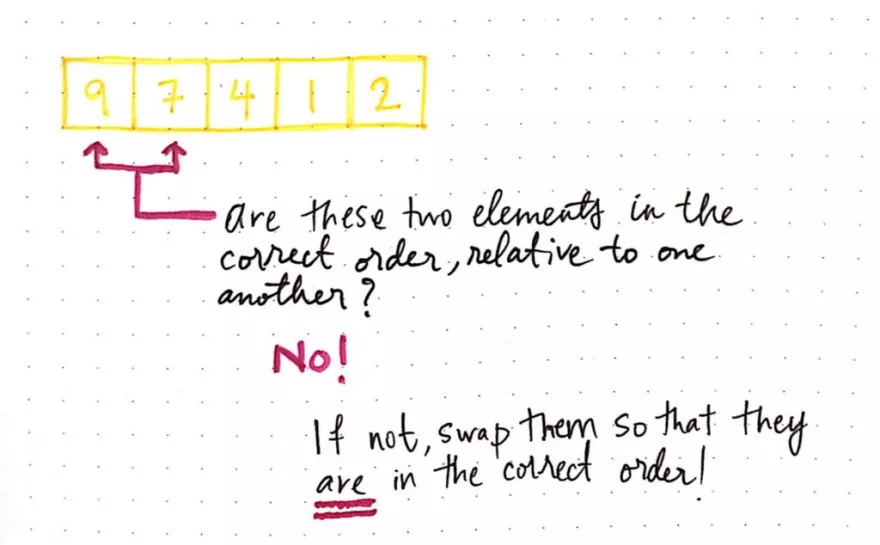 9 7 4 1 2
are these two elements in the
correct order, relative to one
another?
No!
If not, swap them so that they
are in the correct order!